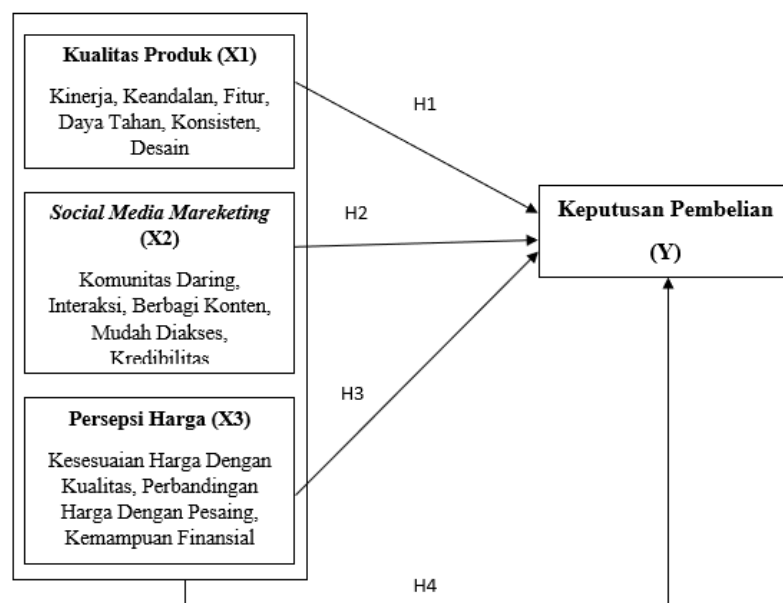 Kualitas Produk (X1)
Kinerja, Keandalan, Fitur,
Daya Tahan, Konsisten,
Desain
H1
Social Media Mareketing
(X2)
Komunitas Daring,
Interaksi, Berbagi Konten,
Mudah Diakses,
Kredibilitas
H2
Keputusan Pembelian
(Y)
Persepsi Harga (X3)
Kesesuaian Harga Dengan
Kualitas, Perbandingan
Harga Dengan Pesaing,
Kemampuan Finansial
H3
H4